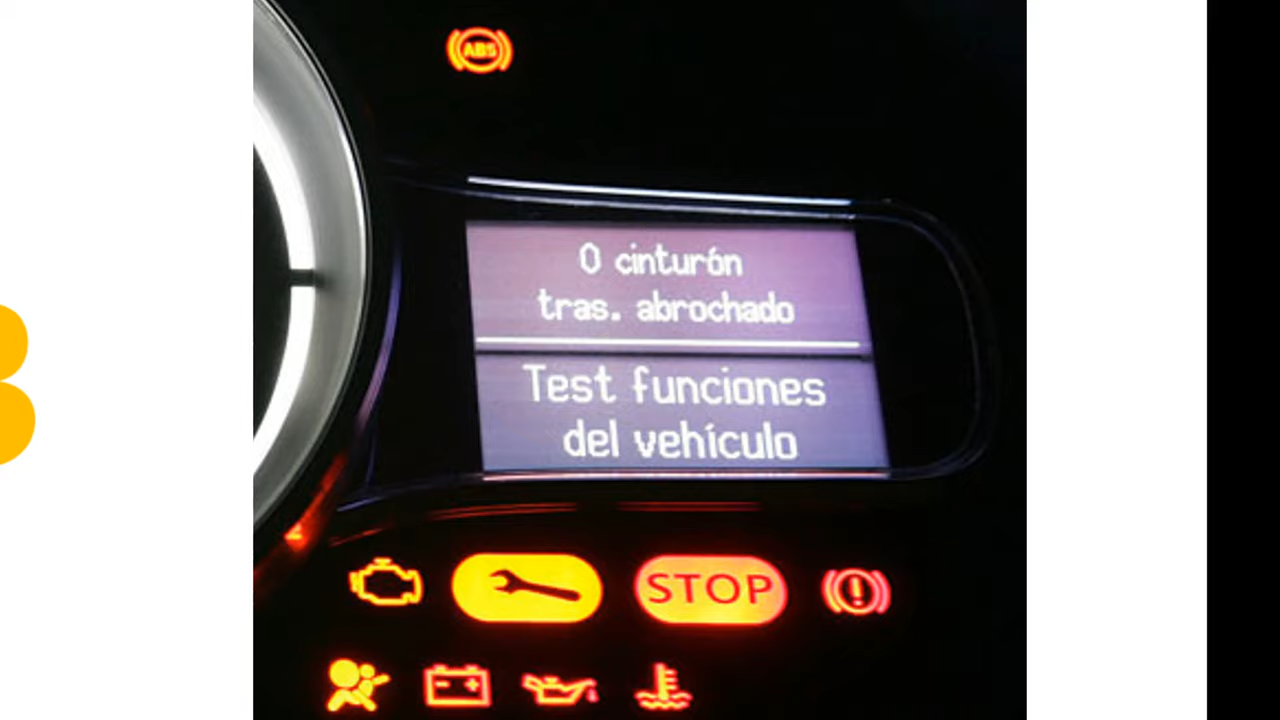 ABS
0 cinturón
tras. abrochado
Test funciones
del vehículo
STOP